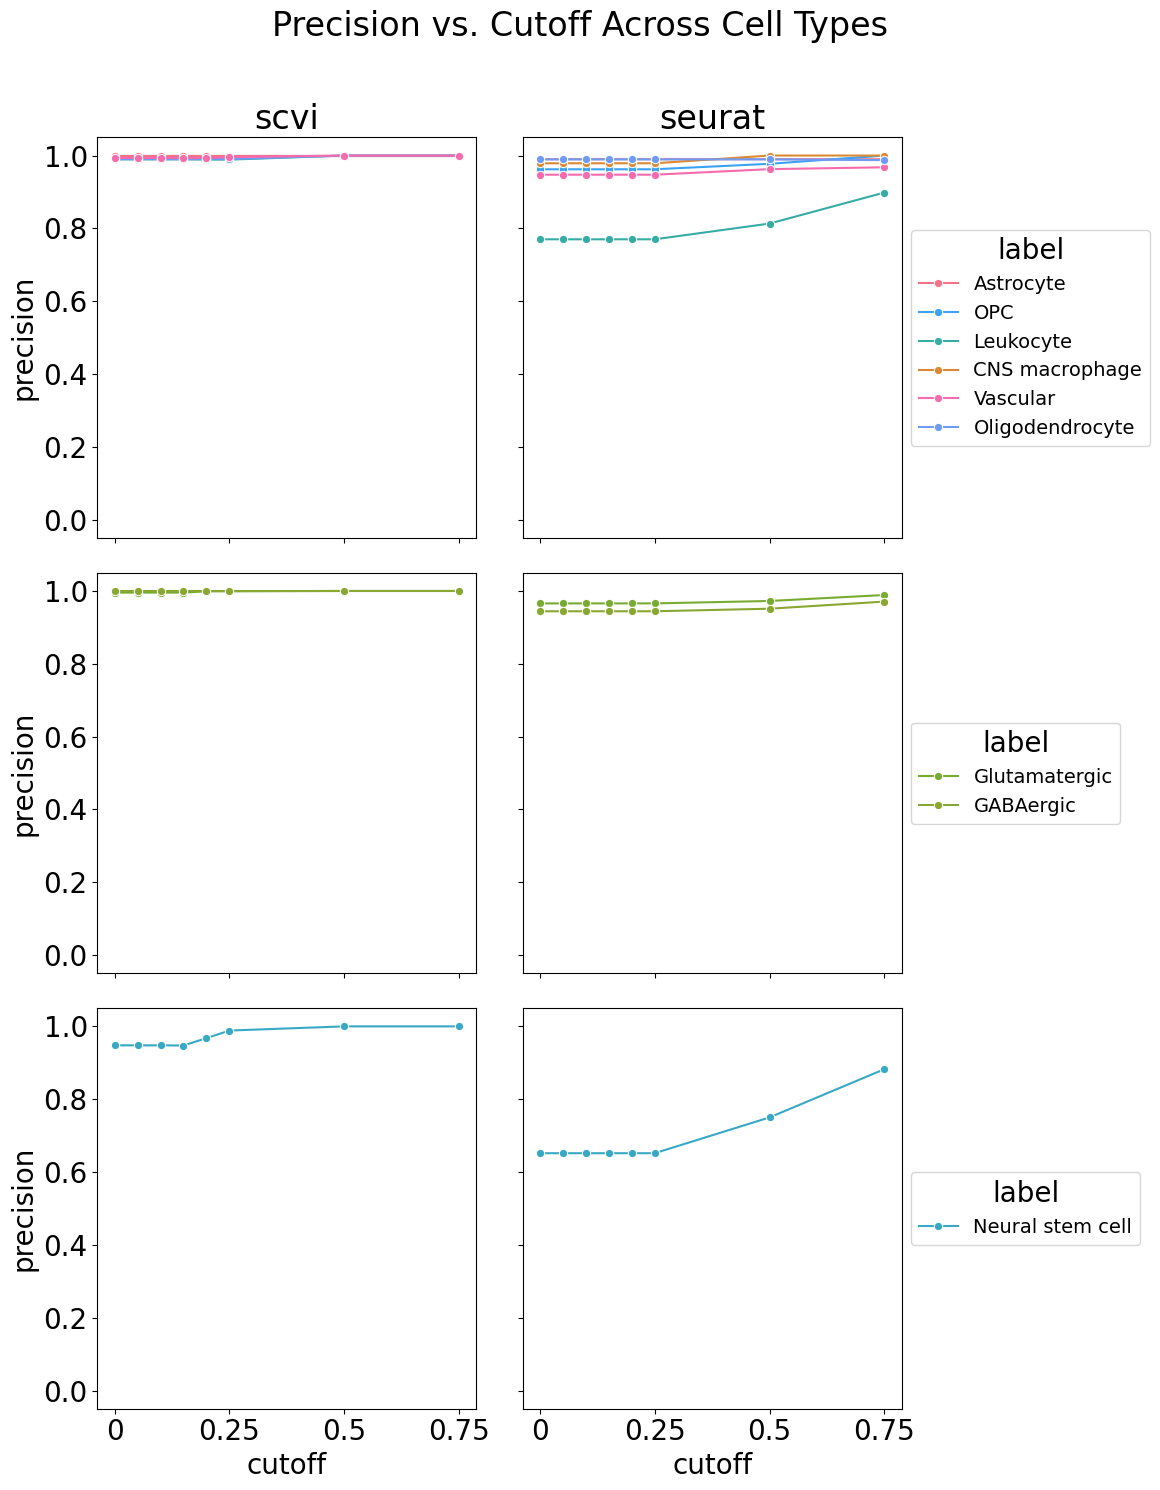 Precision vs. Cutoff Across Cell Types
scvi
seurat
precision
1.0
0.8
0.6
0.4
0.2
0.0
label
Astrocyte
OPC
Leukocyte
CNS macrophage
Vascular
Oligodendrocyte
precision
1.0
0.8
0.6
0.4
0.2
0.0
label
Glutamatergic
GABAergic
precision
1.0
0.8
0.6
0.4
0.2
0.0
label
Neural stem cell
0 0.25 0.5 0.75
cutoff
0 0.25 0.5 0.75
cutoff